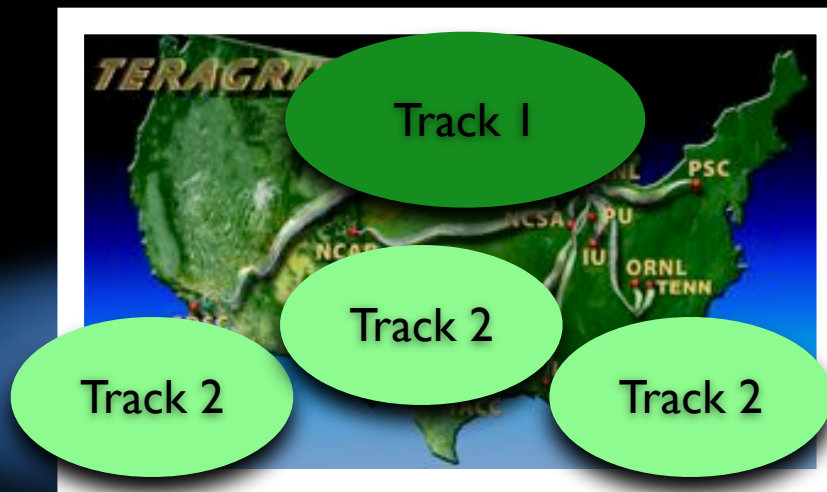 TERAGRI
Track 1
PSC
NCSA
PU
IU
ORNL
TENN
Track 2
Track 2
Track 2